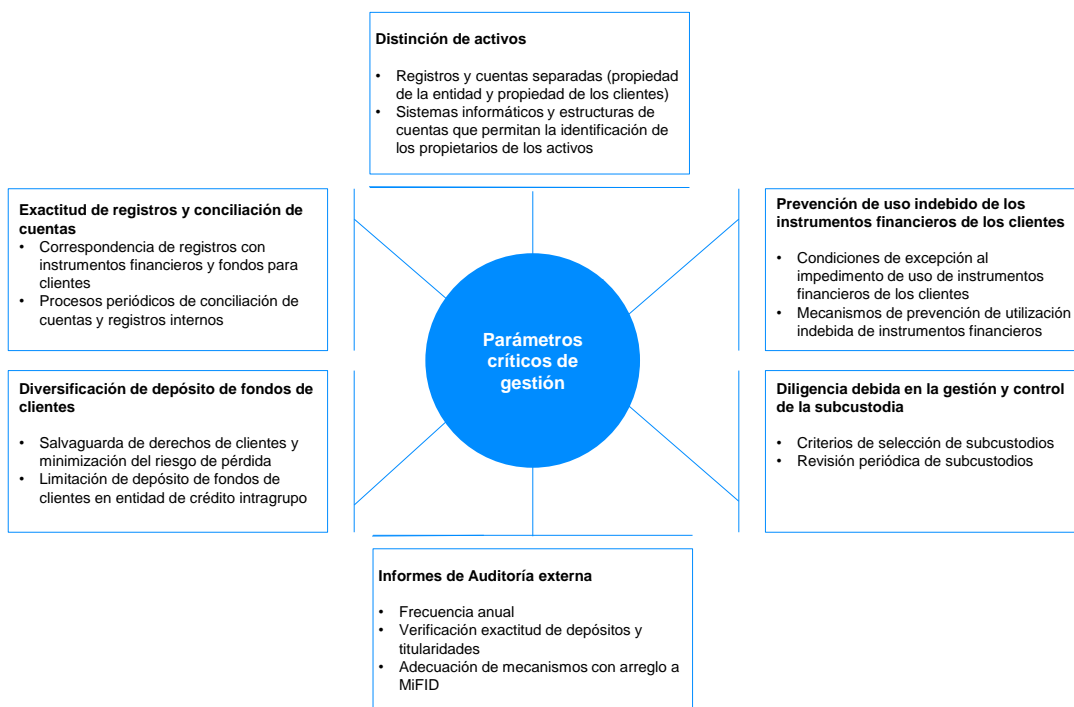 Distinción de activos
• Registros y cuentas separadas (propiedad
de la entidad y propiedad de los clientes)
• Sistemas informáticos y estructuras de
cuentas que permitan la identificación de
los propietarios de los activos
Exactitud de registros y conciliación de
cuentas
• Correspondencia de registros con
instrumentos financieros y fondos para
clientes
• Procesos periódicos de conciliación de
cuentas y registros internos
Prevención de uso indebido de los
instrumentos financieros de los clientes
• Condiciones de excepción al
impedimento de uso de instrumentos
financieros de los clientes
• Mecanismos de prevención de utilización
indebida de instrumentos financieros
Parámetros
críticos de
gestión
Diversificación de depósito de fondos de
clientes
• Salvaguarda de derechos de clientes y
minimización del riesgo de pérdida
• Limitación de depósito de fondos de
clientes en entidad de crédito intragrupo
Diligencia debida en la gestión y control
de la subcustodia
• Criterios de selección de subcustodios
• Revisión periódica de subcustodios
Informes de Auditoría externa
• Frecuencia anual
• Verificación exactitud de depósitos y
titularidades
• Adecuación de mecanismos con arreglo a
MiFID